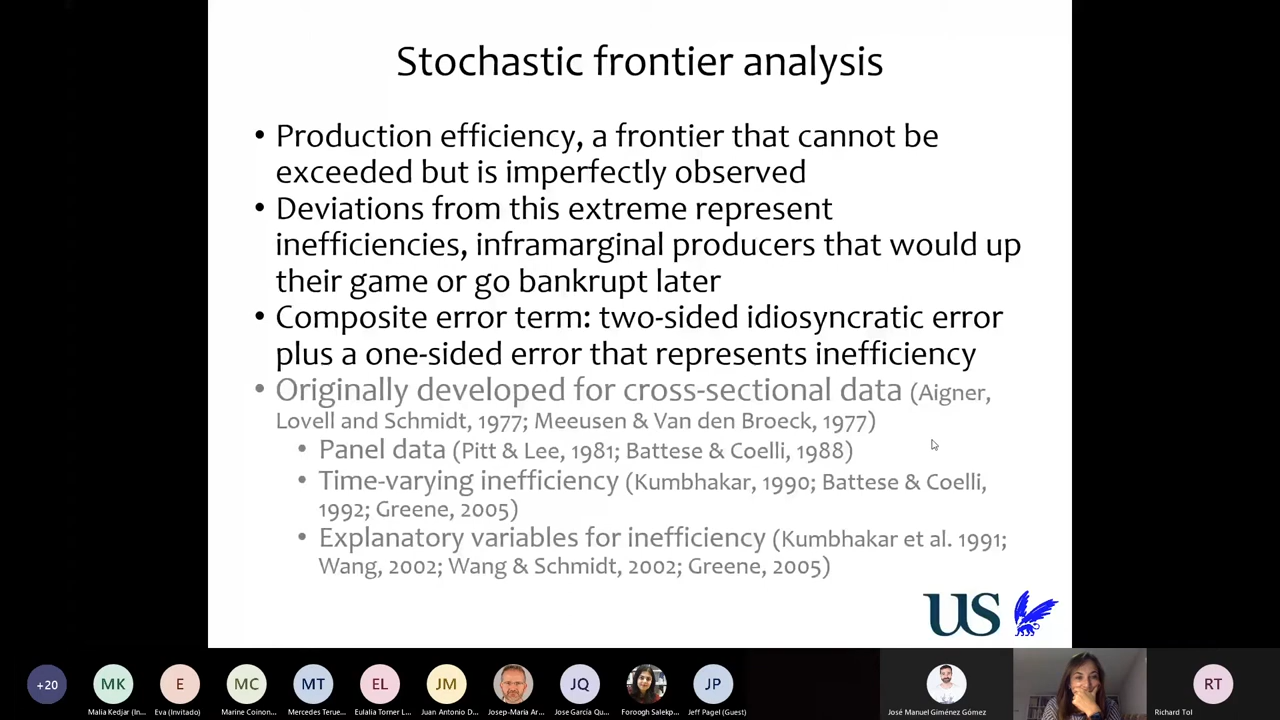 Stochastic frontier analysis
• Production efficiency, a frontier that cannot be
exceeded but is imperfectly observed
• Deviations from this extreme represent
inefficiencies, inframarginal producers that would up
their game or go bankrupt later
• Composite error term: two-sided idiosyncratic error
plus a one-sided error that represents inefficiency
• Originally developed for cross-sectional data (Aigner,
Lovell and Schmidt, 1977; Meeusen & Van den Broeck, 1977)
• Panel data (Pitt & Lee, 1981; Battese & Coelli, 1988)
• Time-varying inefficiency (Kumbhakar, 1990; Battese & Coelli,
1992; Greene, 2005)
• Explanatory variables for inefficiency (Kumbhakar et al. 1991;
Wang, 2002; Wang & Schmidt, 2002; Greene, 2005)
US
+20 MK E MC MT EL JM JQ JP RT
Malia Kedjar (In... Eva (Invitado) Marine Coinon... Mercedes Terue... Eulalia Torner L... Juan Antonio D... Josep-Maria Ar... Jose García Qu... Foroogh Salekp... Jeff Pagel (Guest) José Manuel Giménez Gómez Richard Tol